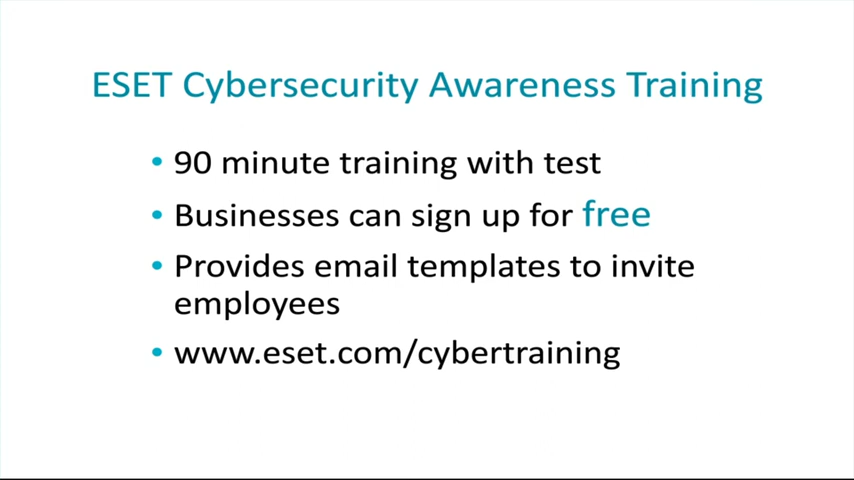 ESET Cybersecurity Awareness Training
• 90 minute training with test
• Businesses can sign up for free
• Provides email templates to invite
employees
• www.eset.com/cybertraining